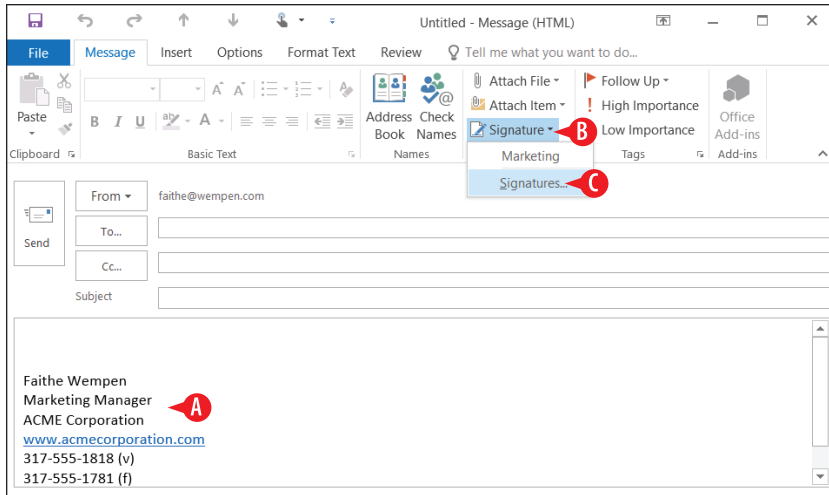 Untitled - Message (HTML)
File Message Insert Options Format Text Review Tell me what you want to do...
Paste
B I U ab A
A A
Address Book
Check Names
Attach File
Attach Item
Signature B
Marketing
Signatures... C
Follow Up
High Importance
Low Importance
Office Add-ins
Clipboard Basic Text Names Tags Add-ins
Send
From faithe@wempen.com
To...
Cc...
Subject
Faithe Wempen
Marketing Manager A
ACME Corporation
www.acmecorporation.com
317-555-1818 (v)
317-555-1781 (f)